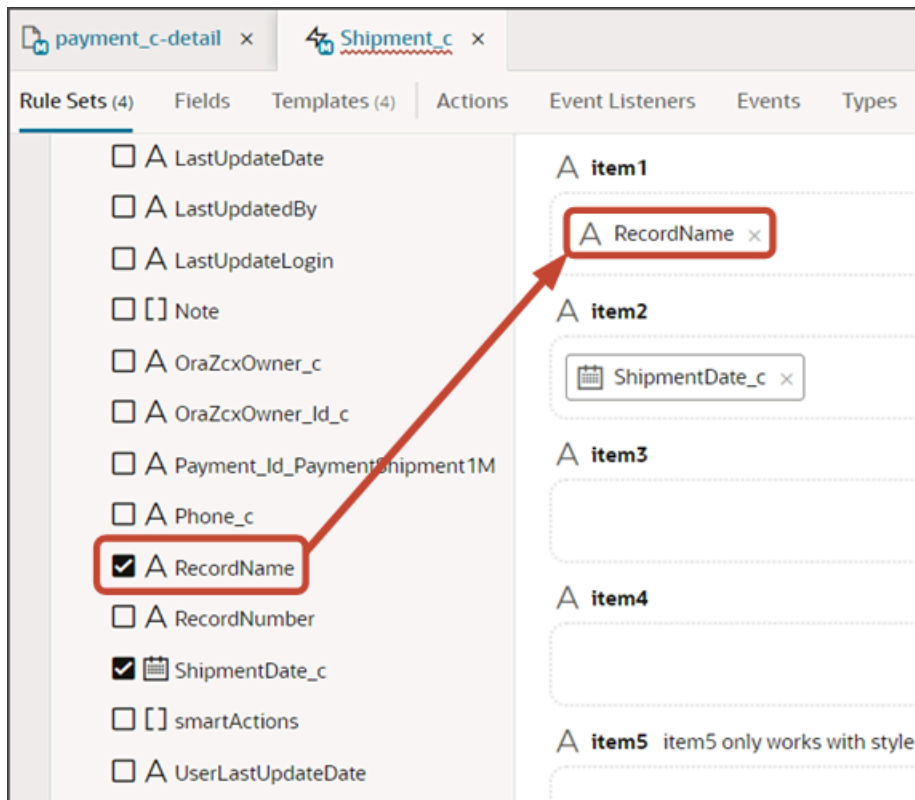 payment_c-detail × Shipment_c ×
Rule Sets (4) Fields Templates (4) Actions Event Listeners Events Types
LastUpdateDate
LastUpdatedBy
LastUpdateLogin
Note
OraZcxOwner_c
OraZcxOwner_Id_c
Payment_Id_PaymentShipment1M
Phone_c
RecordName
RecordNumber
ShipmentDate_c
smartActions
UserLastUpdateDate
item1
RecordName ×
item2
ShipmentDate_c ×
item3
item4
item5 item5 only works with style